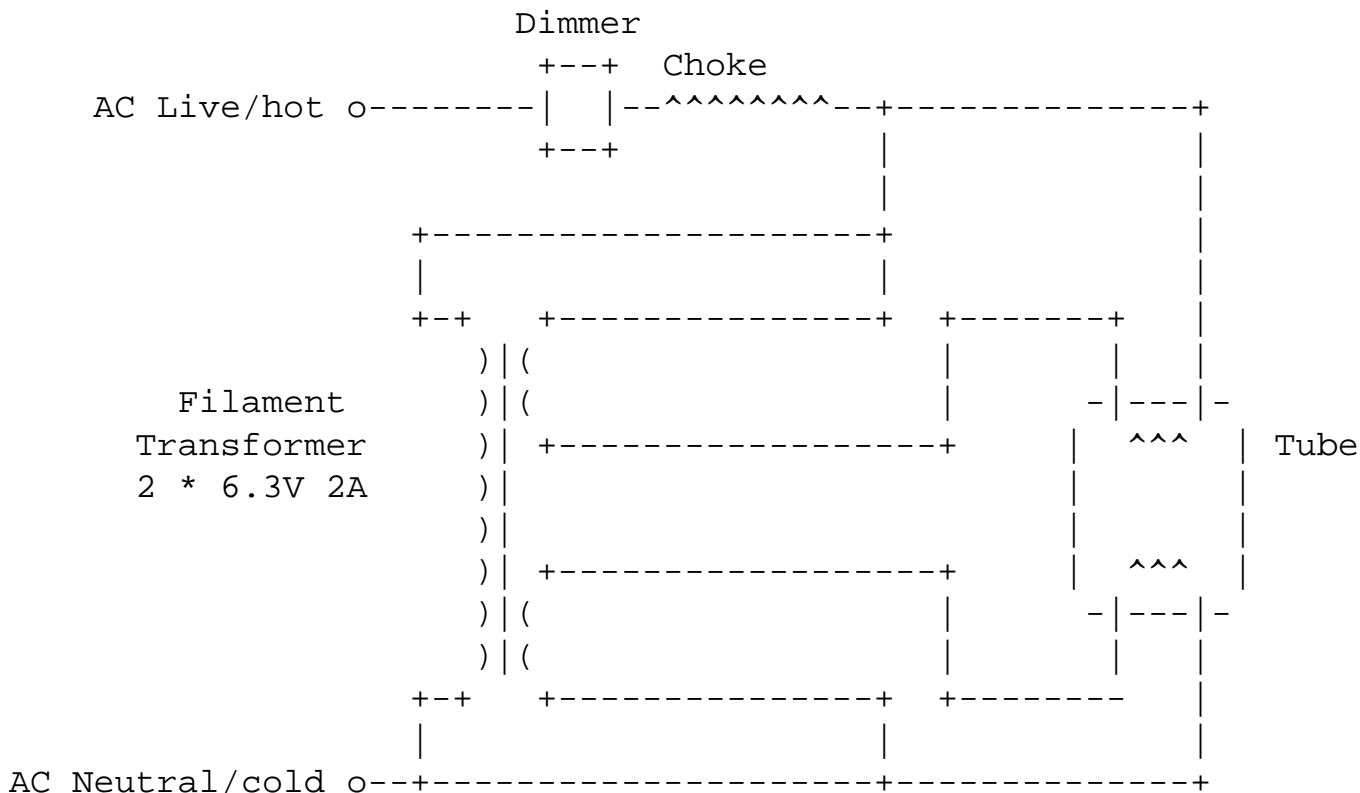 Dimmer
Choke
AC Live/hot
Filament
Transformer
2 * 6.3V 2A
Tube
AC Neutral/cold